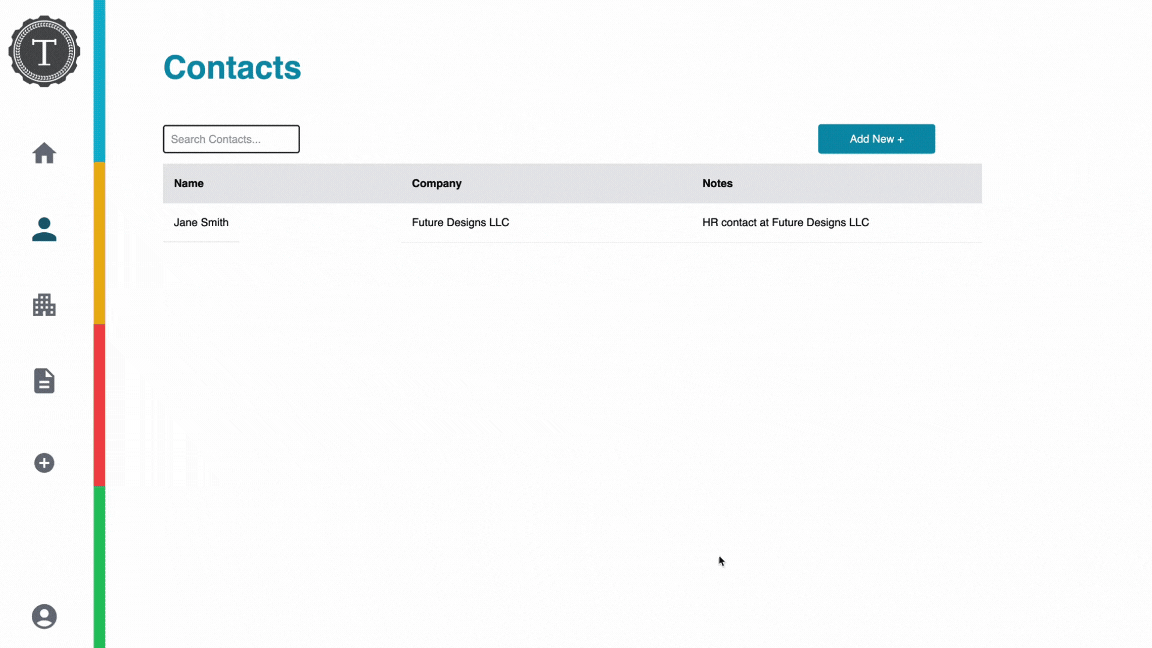 T
Contacts
Search Contacts...
Add New +
Name Company Notes
Jane Smith Future Designs LLC HR contact at Future Designs LLC